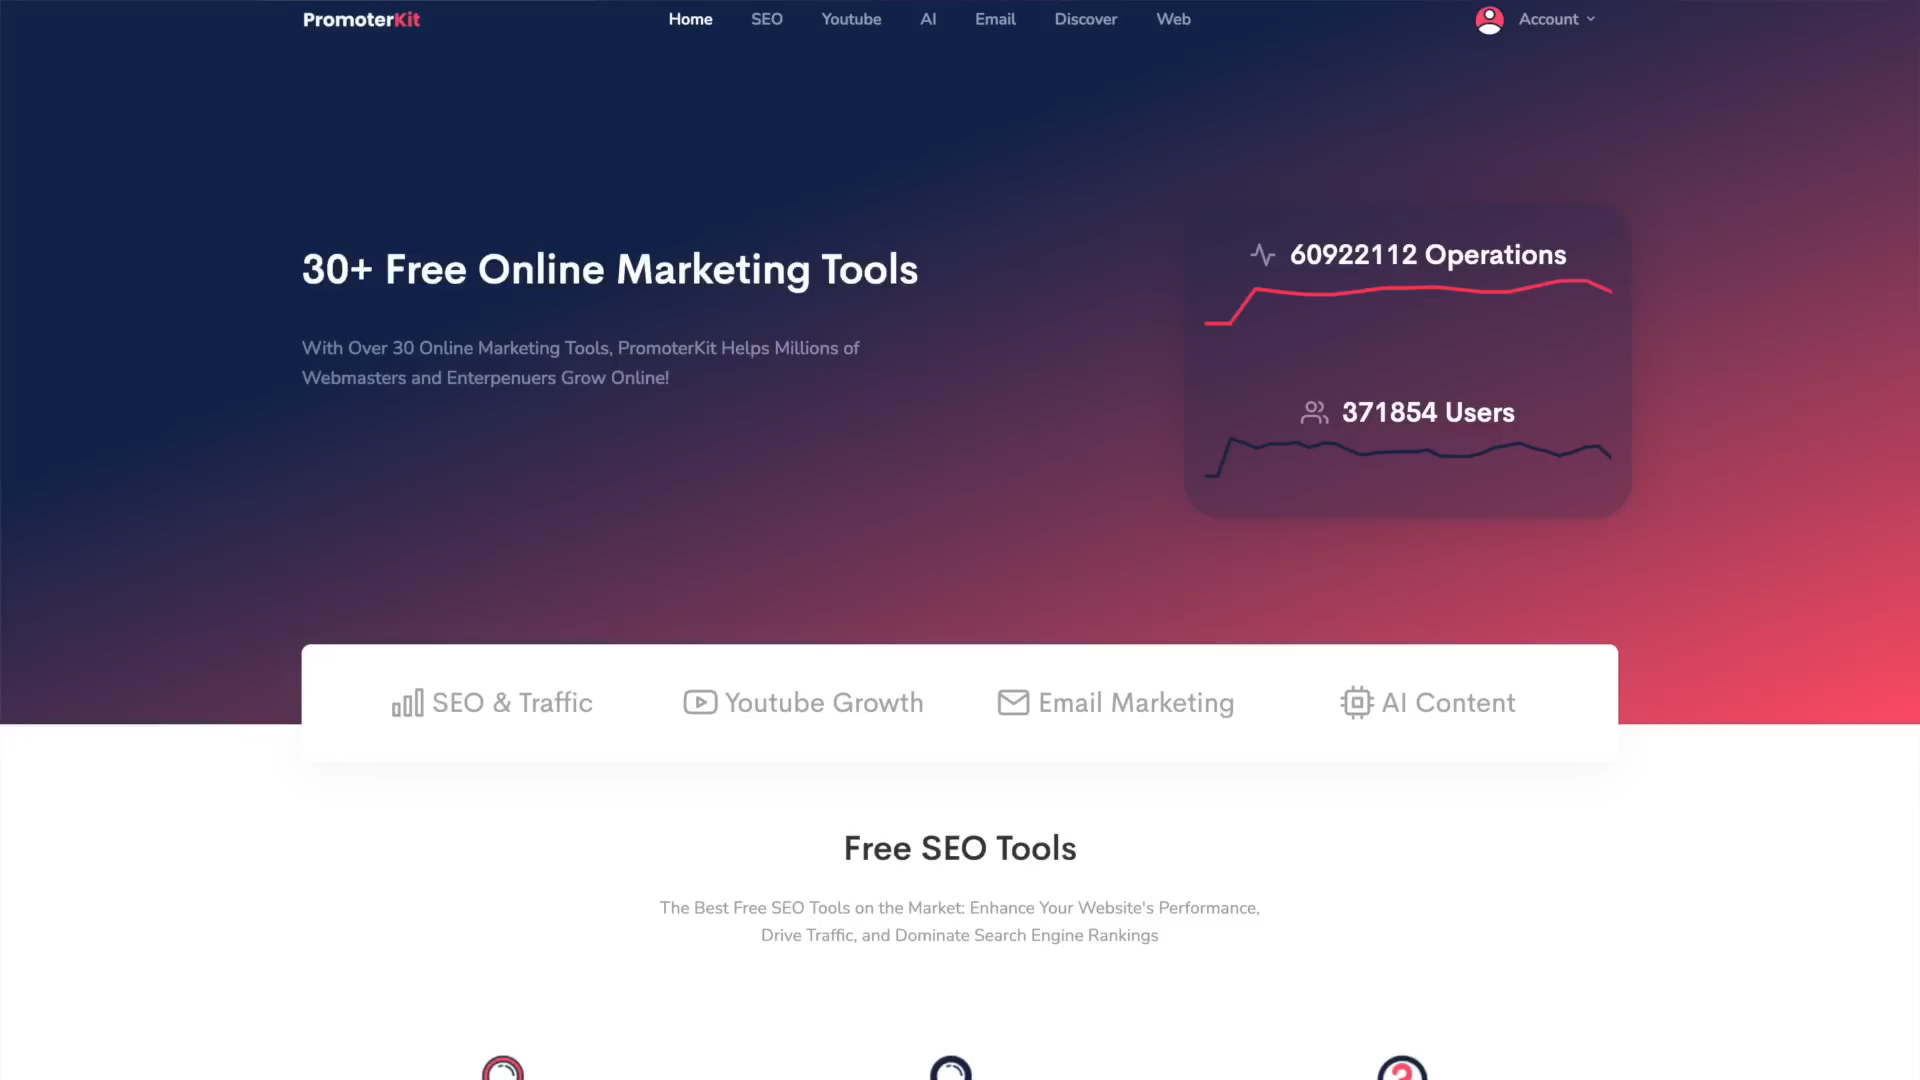 PromoterKit
Home
SEO
Youtube
AI
Email
Discover
Web
Account
30+ Free Online Marketing Tools
With Over 30 Online Marketing Tools, PromoterKit Helps Millions of
Webmasters and Enterpenuers Grow Online!
60922112 Operations
371854 Users
SEO & Traffic
Youtube Growth
Email Marketing
AI Content
Free SEO Tools
The Best Free SEO Tools on the Market: Enhance Your Website's Performance,
Drive Traffic, and Dominate Search Engine Rankings